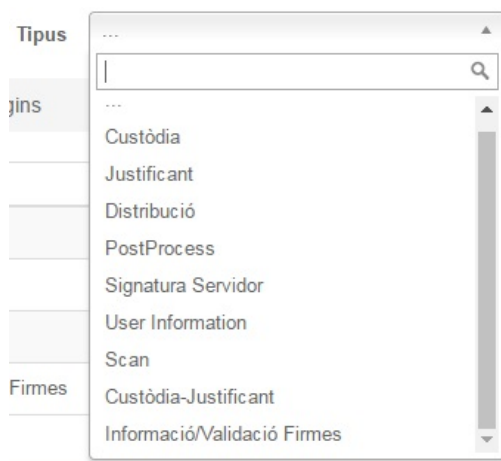 Tipus
...
gins
...
Custòdia
Justificant
Distribució
PostProcess
Signatura Servidor
User Information
Scan
Firmes
Custòdia-Justificant
Informació/Validació Firmes